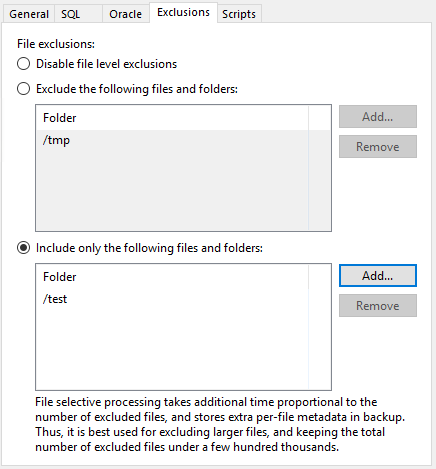 General SQL Oracle Exclusions Scripts
File exclusions:
Disable file level exclusions
Exclude the following files and folders:
Folder
Add...
/tmp
Remove
Include only the following files and folders:
Folder
Add...
/test
Remove
File selective processing takes additional time proportional to the
number of excluded files, and stores extra per-file metadata in backup.
Thus, it is best used for excluding larger files, and keeping the total
number of excluded files under a few hundred thousands.